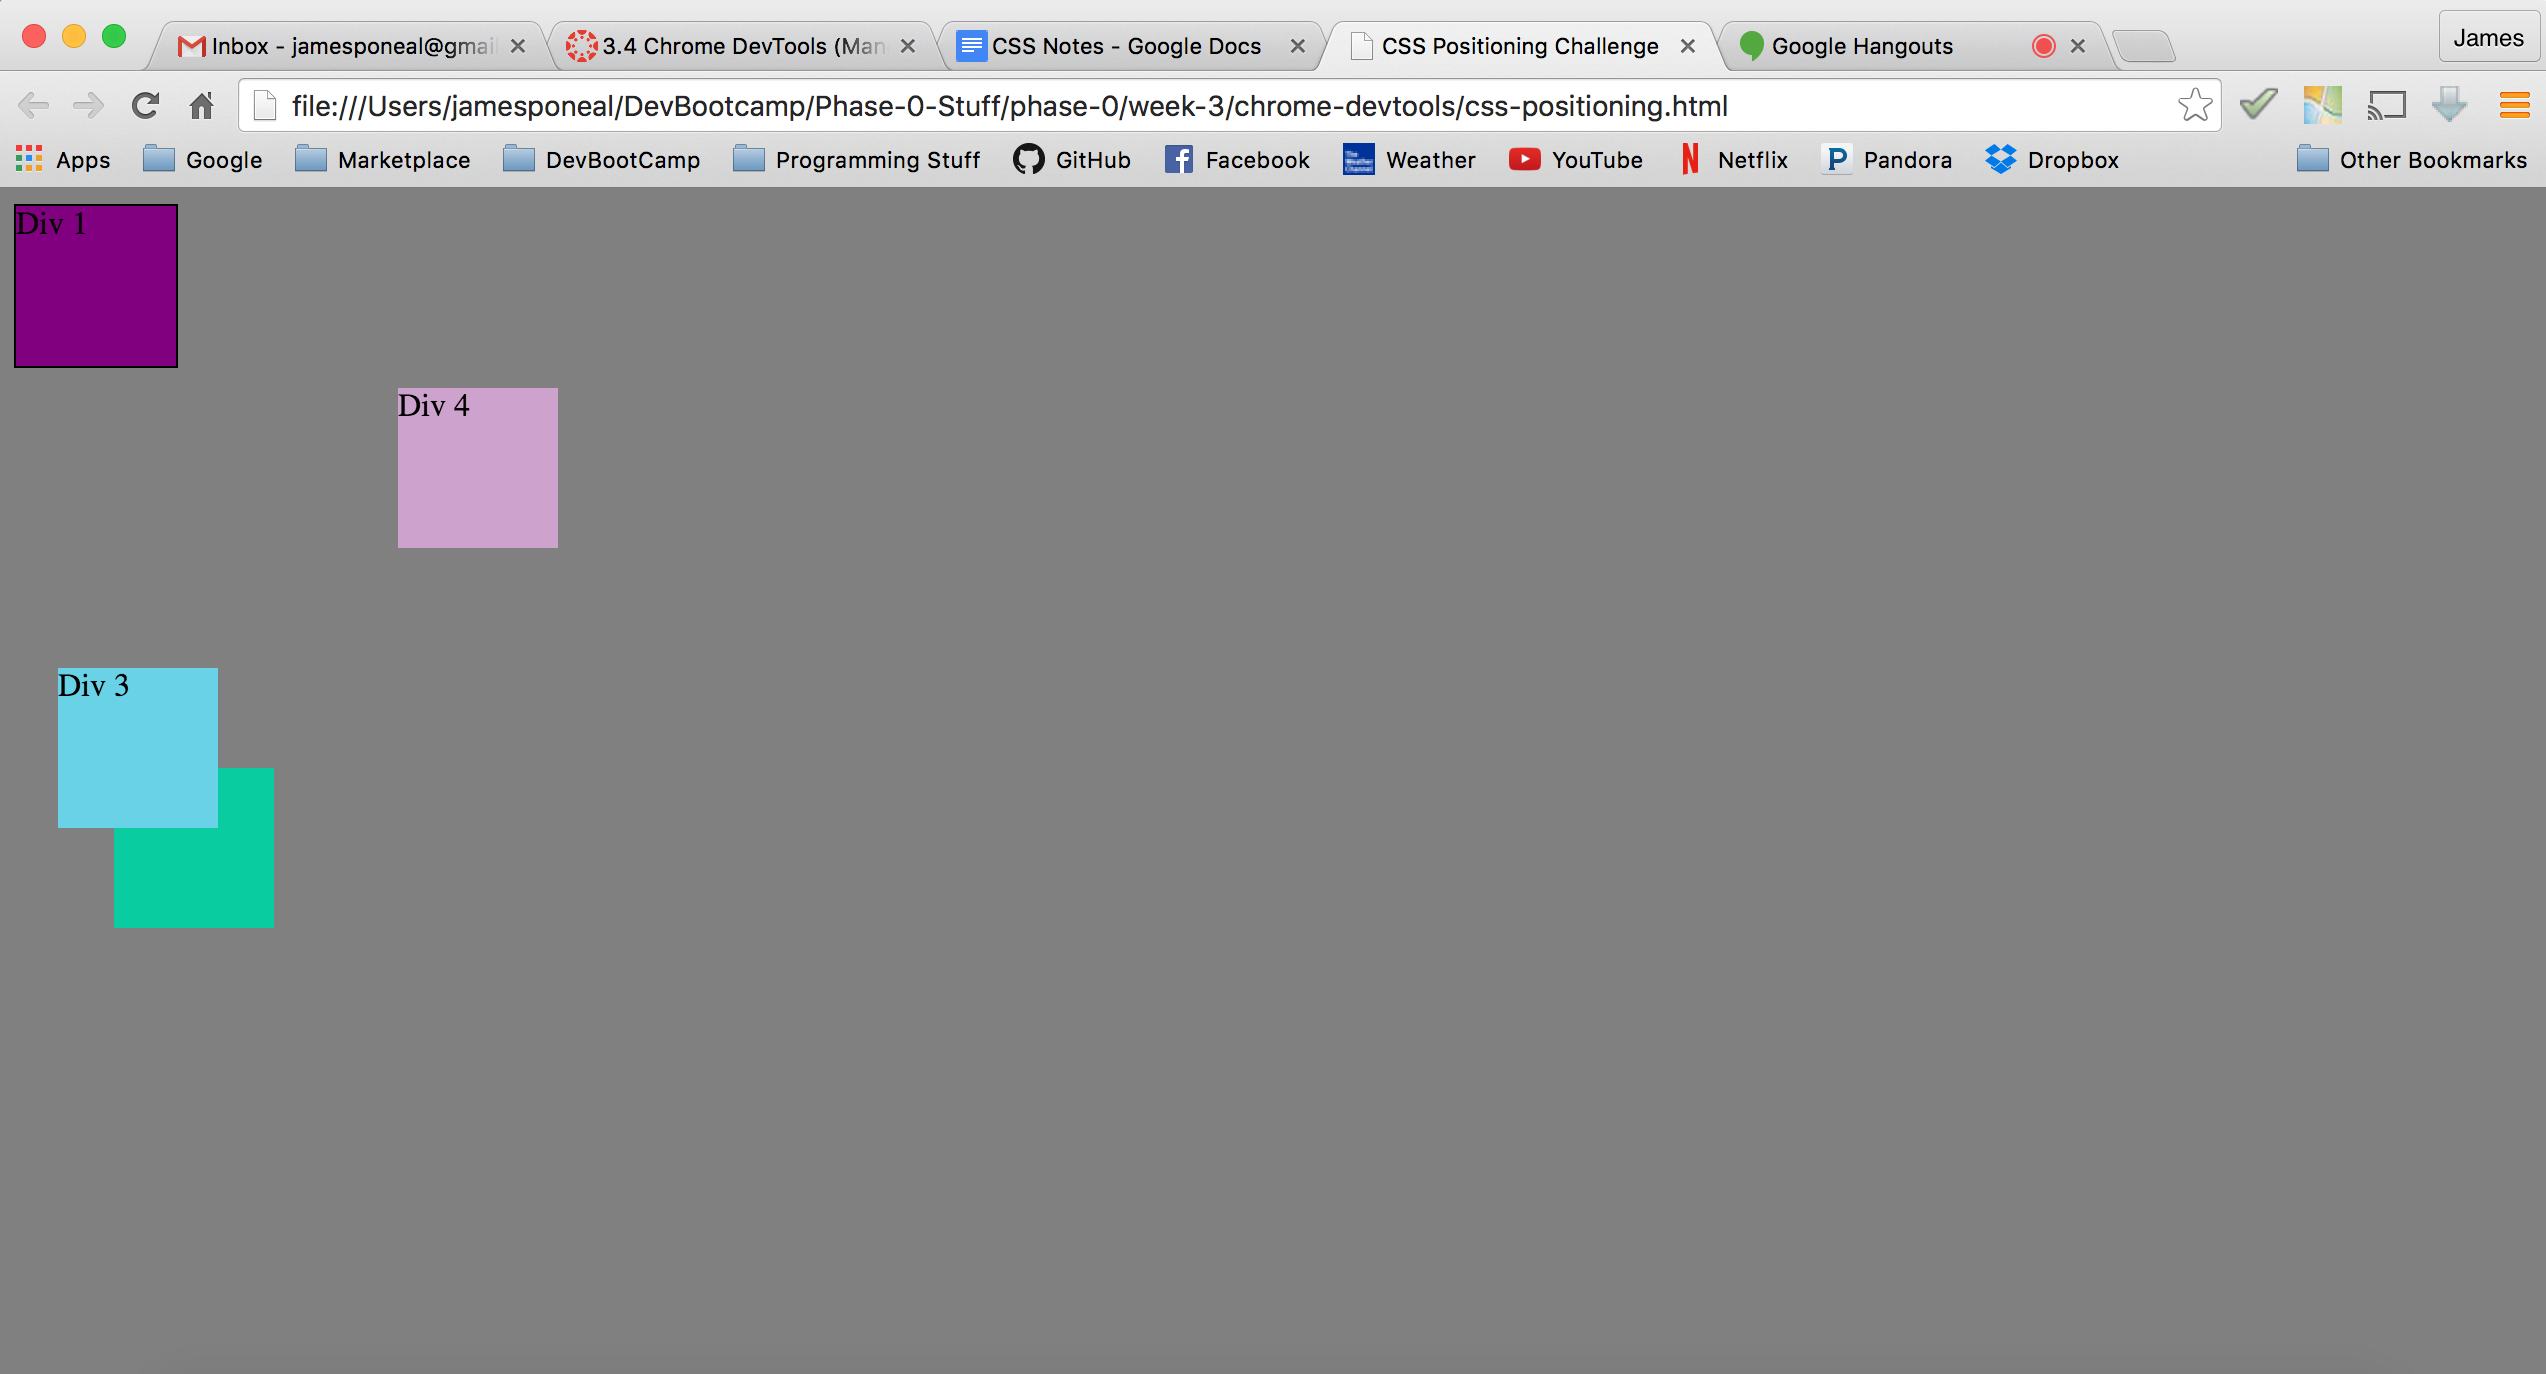 Inbox - jamesponeal@gmail
3.4 Chrome DevTools (Man
CSS Notes - Google Docs
CSS Positioning Challenge
Google Hangouts
James
file:///Users/jamesponeal/DevBootcamp/Phase-0-Stuff/phase-0/week-3/chrome-devtools/css-positioning.html
Apps Google Marketplace DevBootCamp Programming Stuff GitHub Facebook Weather YouTube Netflix Pandora Dropbox Other Bookmarks
Div 1
Div 4
Div 3